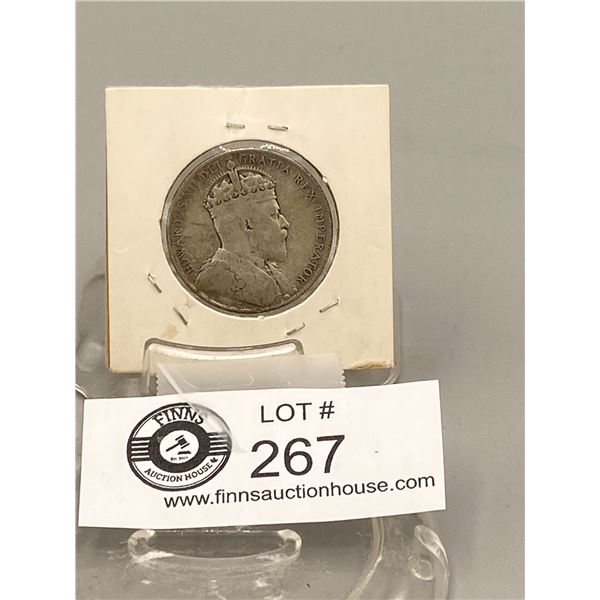 EDWARDVS VII DEI GRATIA REX IMPERATOR
FINNS
AUCTION HOUSE
LOT #
267
www.finnsauctionhouse.com